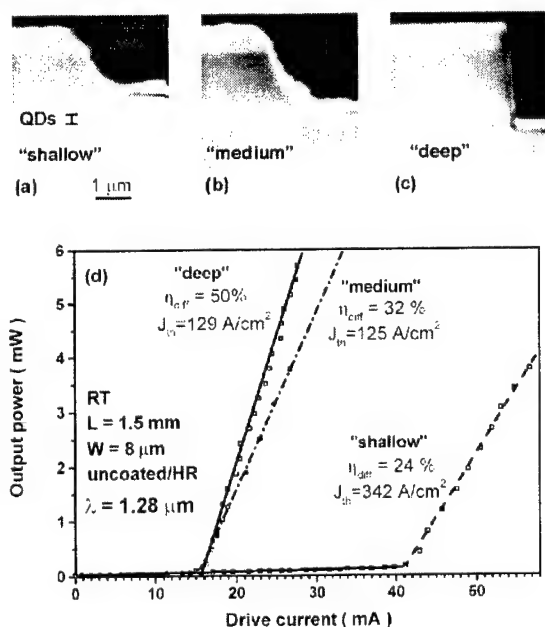 QDs
"shallow"
"medium"
"deep"
(a)
1 μm
(b)
(c)
(d)
"deep"
η_diff = 50%
J_th=129 A/cm²
"medium"
η_diff = 32 %
J_th=125 A/cm²
RT
L = 1.5 mm
W = 8 μm
uncoated/HR
λ = 1.28 μm
"shallow"
η_diff = 24 %
J_th=342 A/cm²
Output power ( mW )
6
5
4
3
2
1
0
0 10 20 30 40 50
Drive current ( mA )